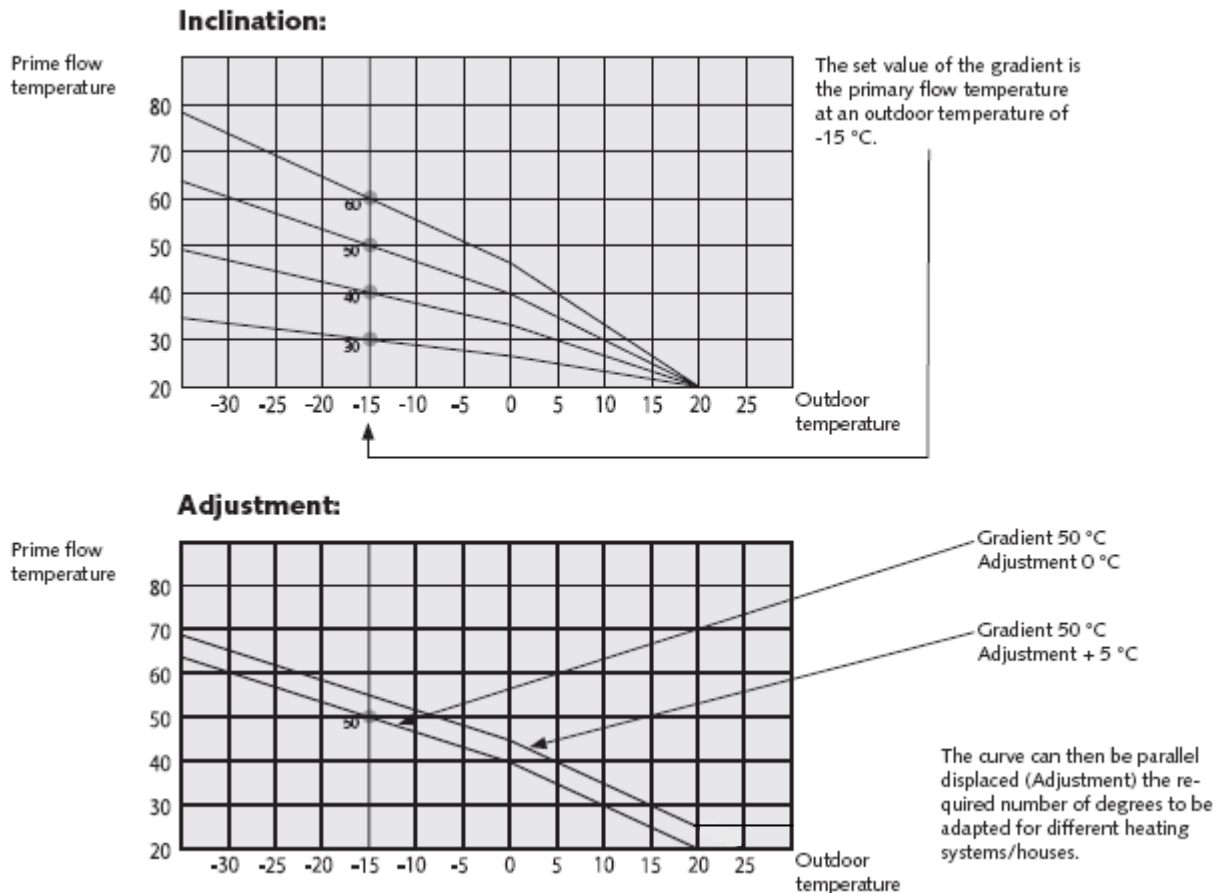 Inclination:
Prime flow
temperature
80
70
60
50
40
30
20
60
50
40
30
-30 -25 -20 -15 -10 -5 0 5 10 15 20 25
Outdoor
temperature
The set value of the gradient is
the primary flow temperature
at an outdoor temperature of
-15 °C.
Adjustment:
Prime flow
temperature
80
70
60
50
40
30
20
50
-30 -25 -20 -15 -10 -5 0 5 10 15 20 25
Outdoor
temperature
Gradient 50 °C
Adjustment 0 °C
Gradient 50 °C
Adjustment + 5 °C
The curve can then be parallel
displaced (Adjustment) the re-
quired number of degrees to be
adapted for different heating
systems/houses.